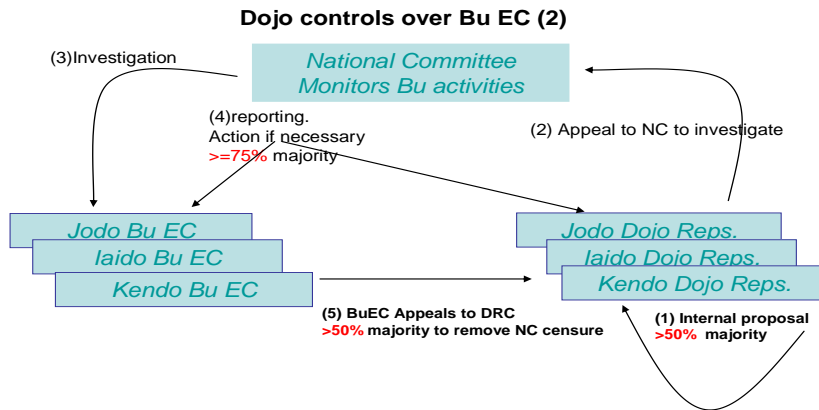 Dojo controls over Bu EC (2)
(3)Investigation
National Committee
Monitors Bu activities
(4)reporting.
Action if necessary
>=75% majority
(2) Appeal to NC to investigate
Jodo Bu EC
Iaido Bu EC
Kendo Bu EC
Jodo Dojo Reps.
Iaido Dojo Reps.
Kendo Dojo Reps.
(5) BuEC Appeals to DRC
>50% majority to remove NC censure
(1) Internal proposal
>50% majority